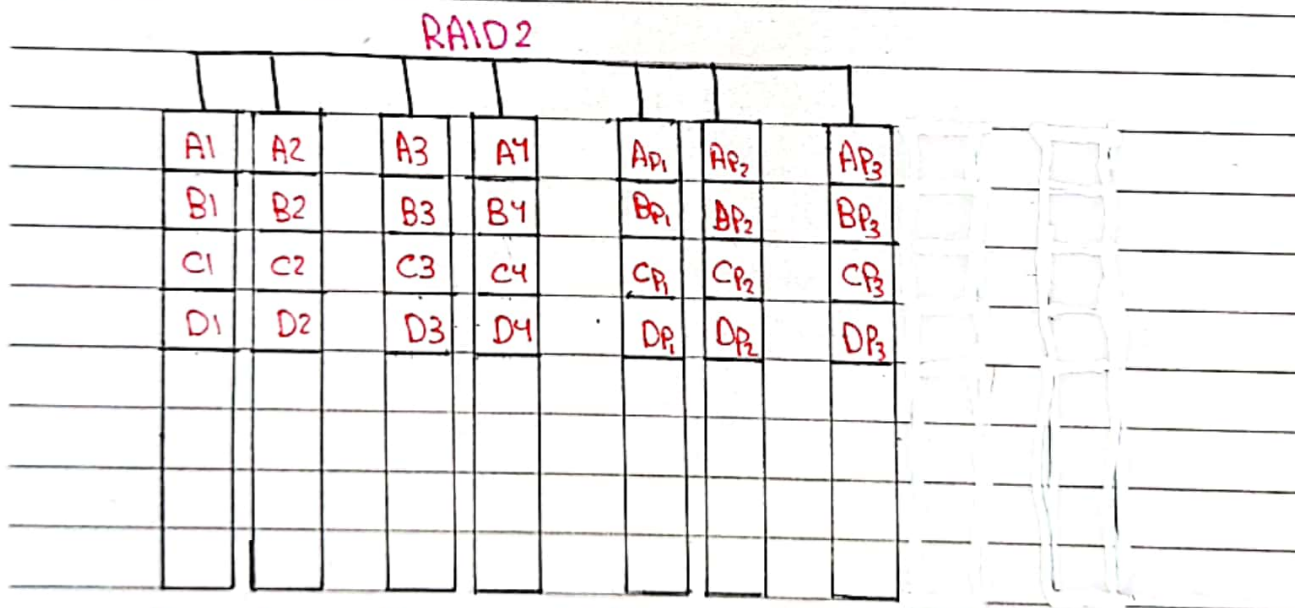 RAID2
A1 A2 A3 A4 Ap₁ Ap₂ AP₃
B1 B2 B3 B4 Bp₁ Bp₂ BP₃
C1 C2 C3 C4 CP₁ CP₂ CP₃
D1 D2 D3 D4 DP₁ DP₂ DP₃